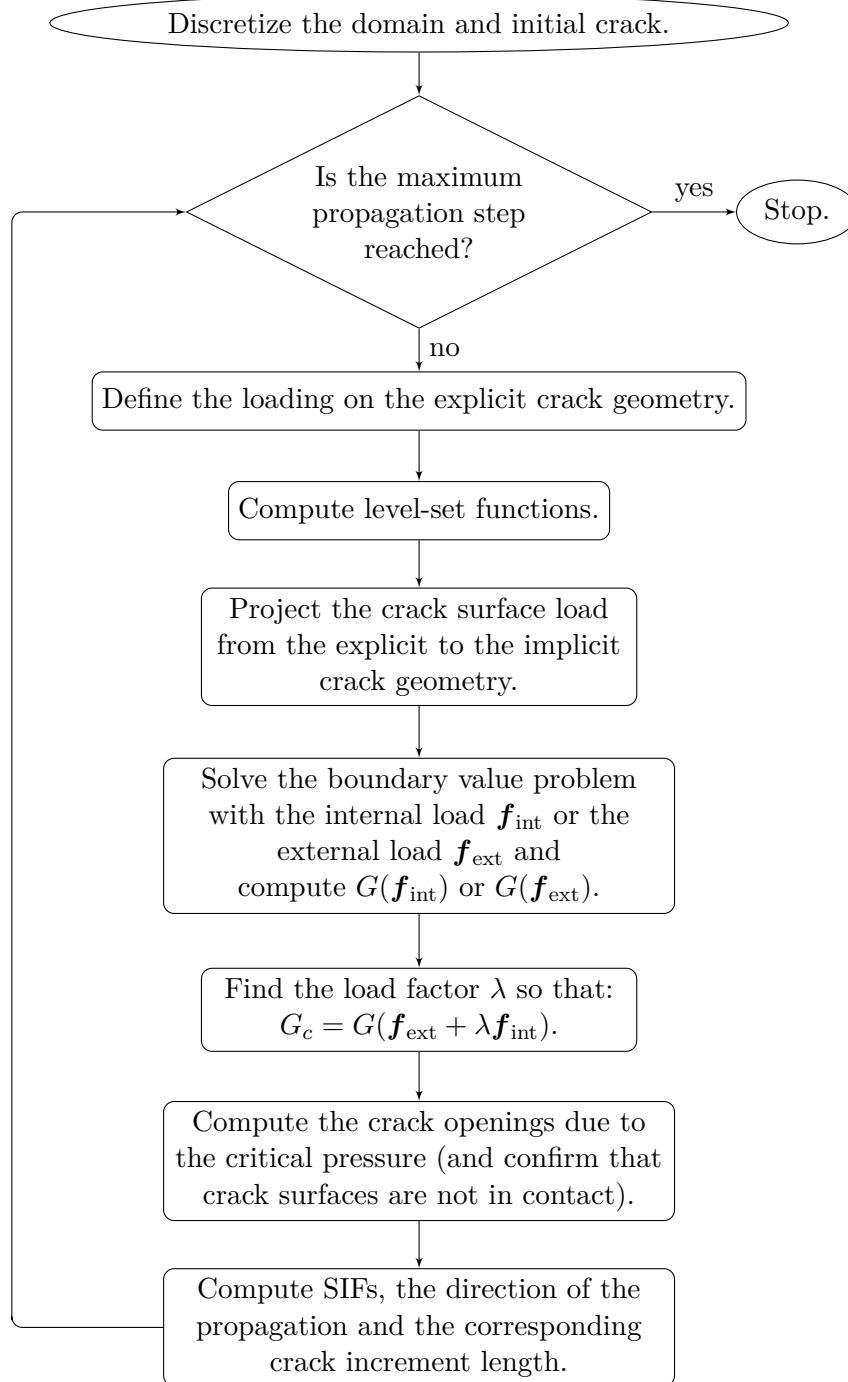 Discretize the domain and initial crack.
Is the maximum
propagation step
reached?
yes
Stop.
no
Define the loading on the explicit crack geometry.
Compute level-set functions.
Project the crack surface load
from the explicit to the implicit
crack geometry.
Solve the boundary value problem
with the internal load f_int or the
external load f_ext and
compute G(f_int) or G(f_ext).
Find the load factor λ so that:
G_c = G(f_ext + λf_int).
Compute the crack openings due to
the critical pressure (and confirm that
crack surfaces are not in contact).
Compute SIFs, the direction of the
propagation and the corresponding
crack increment length.